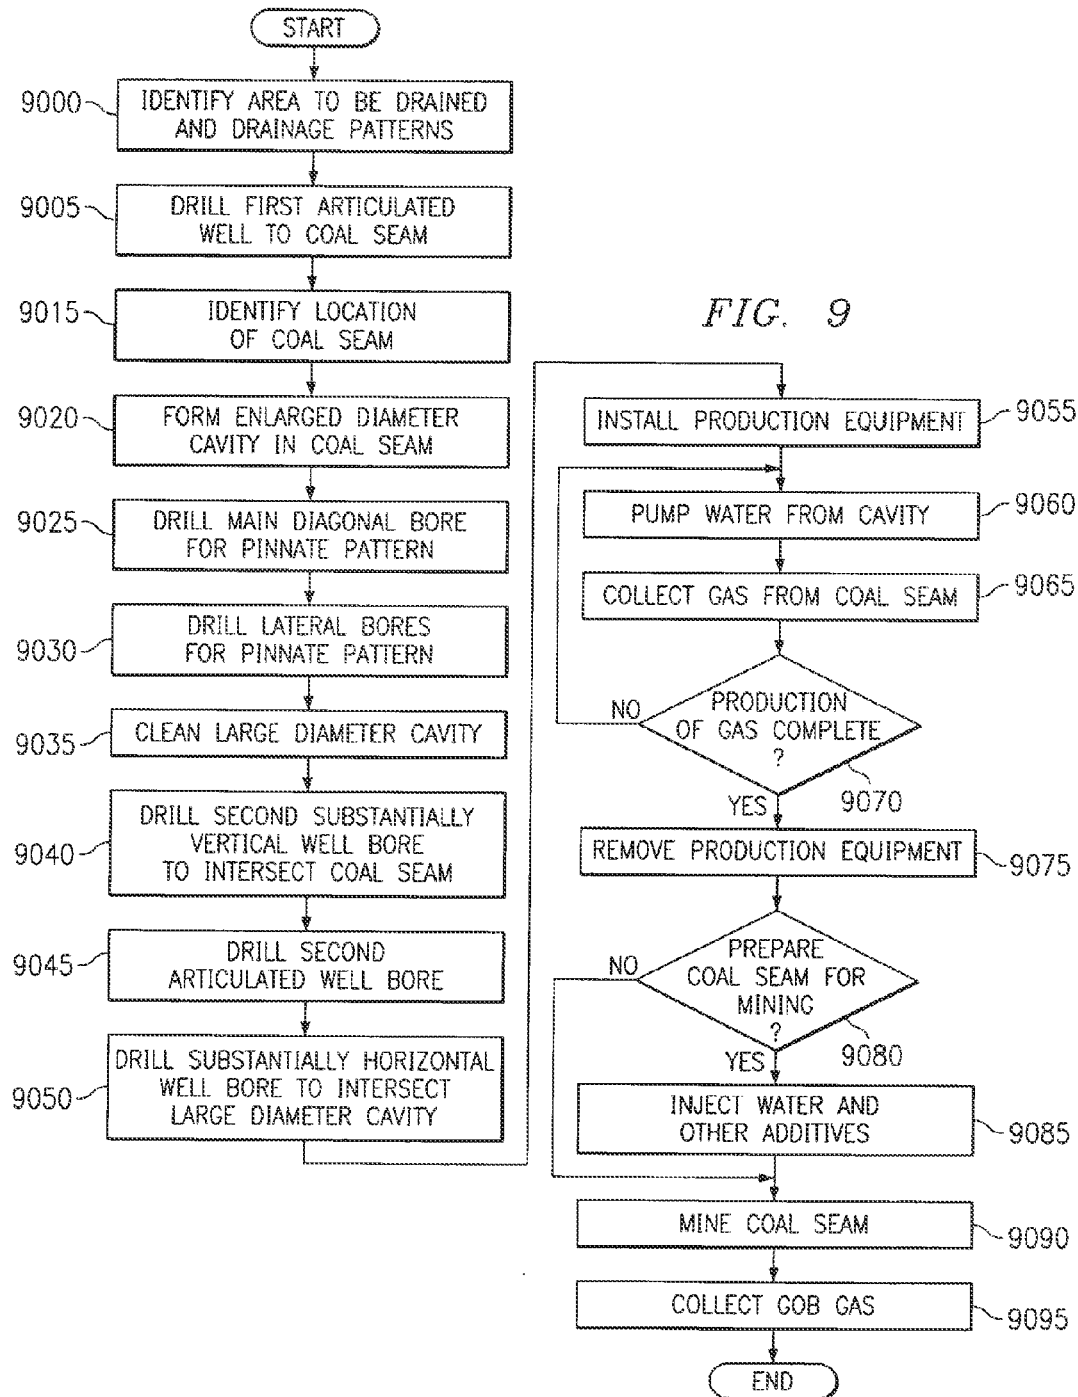 START
9000
IDENTIFY AREA TO BE DRAINED
AND DRAINAGE PATTERNS
9005
DRILL FIRST ARTICULATED
WELL TO COAL SEAM
9015
IDENTIFY LOCATION
OF COAL SEAM
9020
FORM ENLARGED DIAMETER
CAVITY IN COAL SEAM
9025
DRILL MAIN DIAGONAL BORE
FOR PINNATE PATTERN
9030
DRILL LATERAL BORES
FOR PINNATE PATTERN
9035
CLEAN LARGE DIAMETER CAVITY
9040
DRILL SECOND SUBSTANTIALLY
VERTICAL WELL BORE
TO INTERSECT COAL SEAM
9045
DRILL SECOND
ARTICULATED WELL BORE
9050
DRILL SUBSTANTIALLY HORIZONTAL
WELL BORE TO INTERSECT
LARGE DIAMETER CAVITY
FIG. 9
INSTALL PRODUCTION EQUIPMENT
9055
PUMP WATER FROM CAVITY
9060
COLLECT GAS FROM COAL SEAM
9065
NO
PRODUCTION
OF GAS COMPLETE
?
9070
YES
REMOVE PRODUCTION EQUIPMENT
9075
NO
PREPARE
COAL SEAM FOR
MINING
?
9080
YES
INJECT WATER AND
OTHER ADDITIVES
9085
MINE COAL SEAM
9090
COLLECT GOB GAS
9095
END